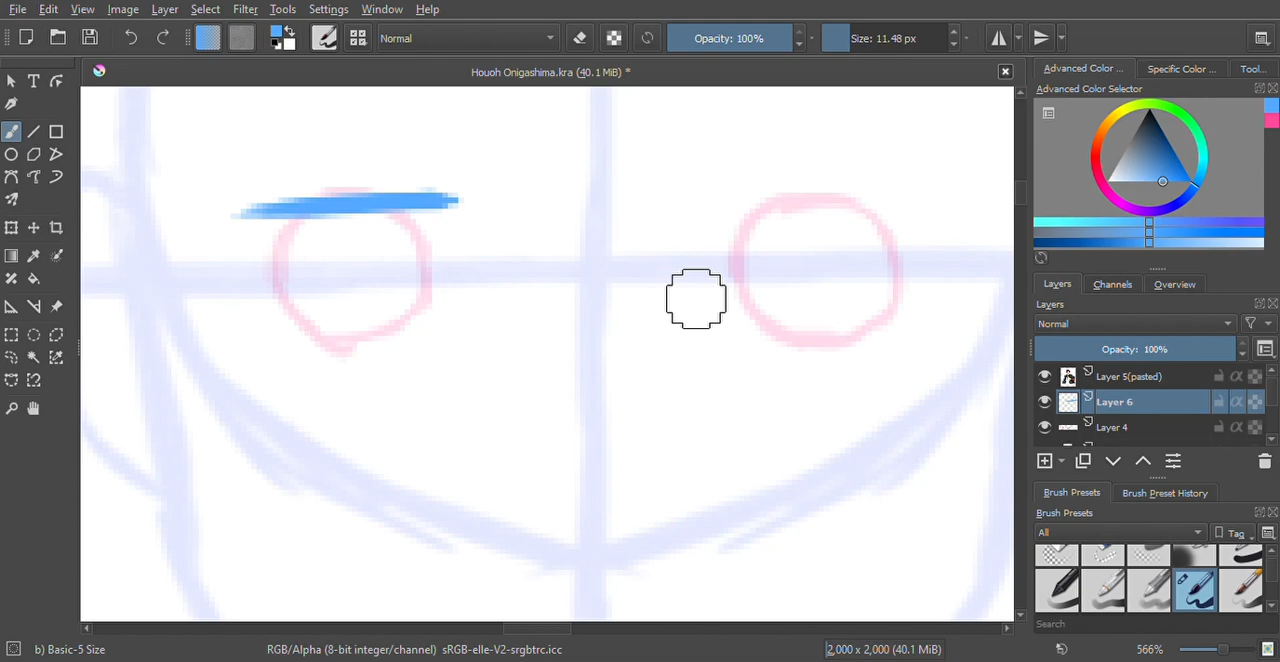 File Edit View Image Layer Select Filter Tools Settings Window Help
Normal Opacity: 100% Size: 11.48 px
Houoh Onigashima.kra (40.1 MiB) *
Advanced Color ... Specific Color ... Tool...
Advanced Color Selector
Layers Channels Overview
Layers
Normal
Opacity: 100%
Layer 5(pasted)
Layer 6
Layer 4
Brush Presets Brush Preset History
Brush Presets
All Tag
Search
b) Basic-5 Size RGB/Alpha (8-bit integer/channel) sRGB-elle-V2-srgbtrc.icc 2,000 x 2,000 (40.1 MiB) 566%